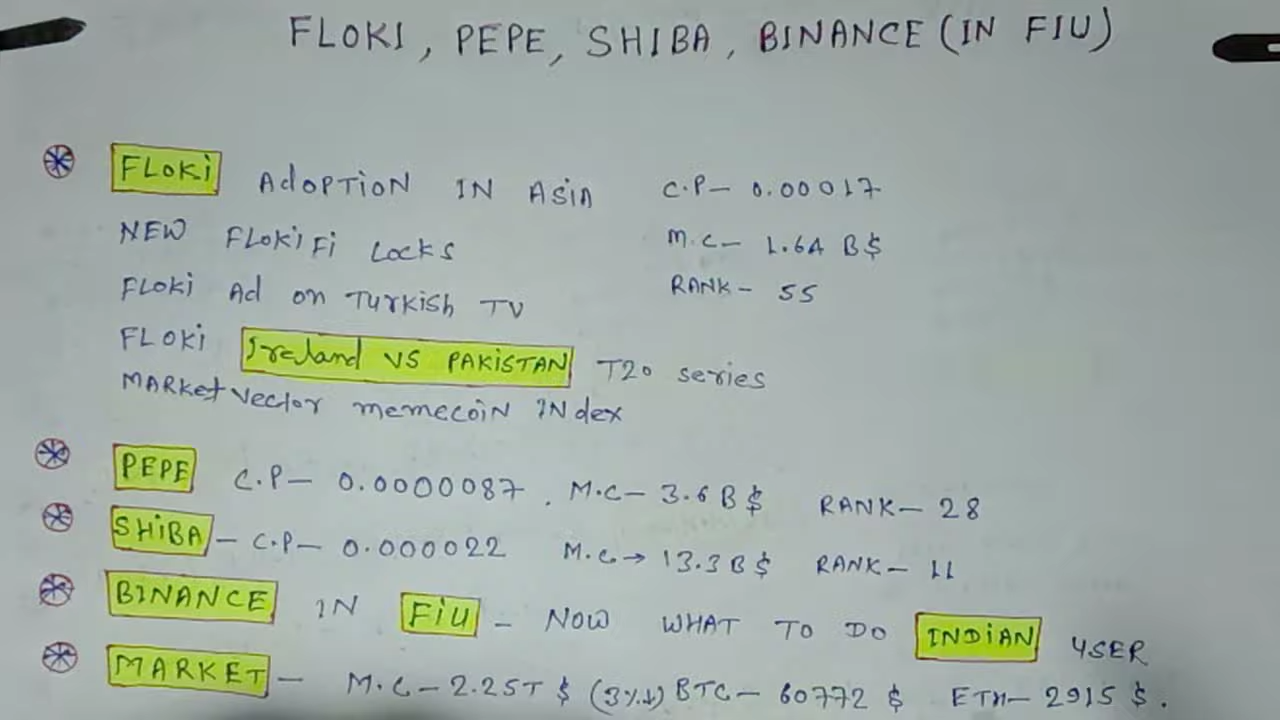 FLOKI, PEPE, SHIBA, BINANCE (IN FIU)
FLOKi AdOPTiON IN ASiA C.P– 0.00017
NEW FLOKiFi LOCKS M.C– 1.64 B$
FLOKi Ad on TURKiSh TV RANK– 55
FLOKi Ireland VS PAKiSTAN T20 series
MARKet Vector memecoiN INdex
PEPE C.P– 0.0000087. M.C– 3.6 B$ RANK– 28
SHiBA – C.P– 0.000022 M.C→ 13.3B$ RANK– 11
BINANCE IN FiU – NOW WHAT TO DO INDiAN USER
MARKET – M.C– 2.25T $ (3%↓) BTC– 60772 $ ETH– 2915 $.